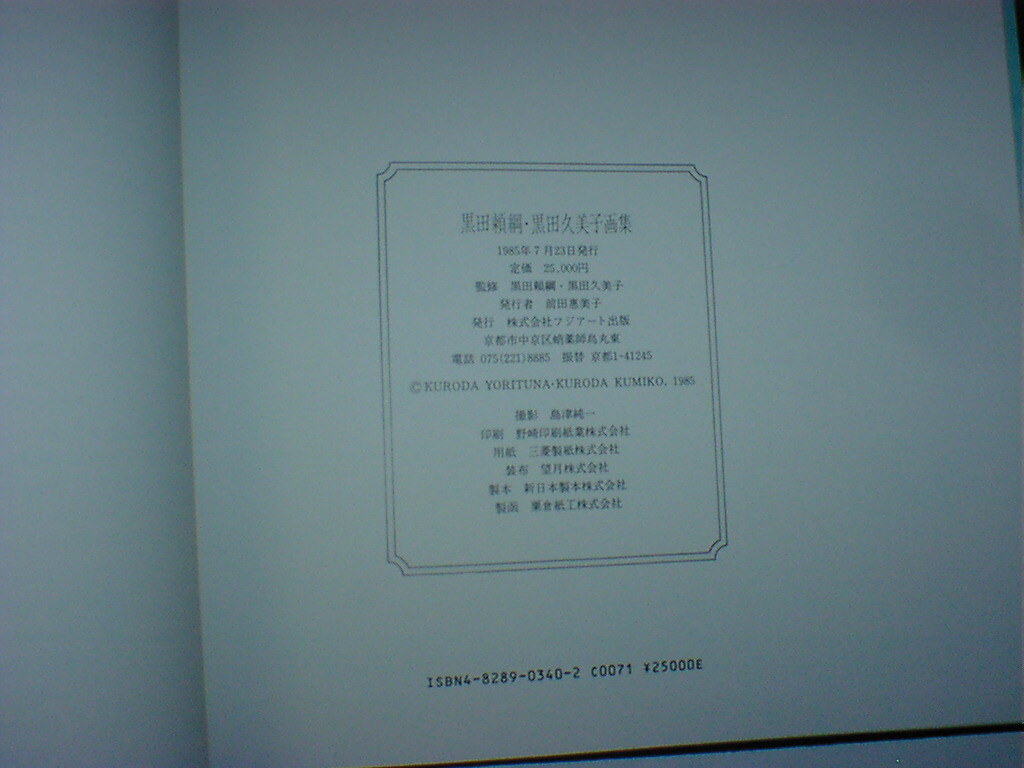 黒田頼綱・黒田久美子画集
1985年7月23日発行
定価 25,000円
監修 黒田頼綱・黒田久美子
発行者 前田惠美子
発行 株式会社フジアート出版
京都市中京区蛸薬師烏丸東
電話 075(221)8885 振替 京都1-41245
©KURODA YORITUNA・KURODA KUMIKO, 1985
撮影 島津純一
印刷 野崎印刷紙業株式会社
用紙 三菱製紙株式会社
装布 望月株式会社
製本 新日本製本株式会社
製函 粟倉紙工株式会社
ISBN4-8289-0340-2 C0071 ¥25000E